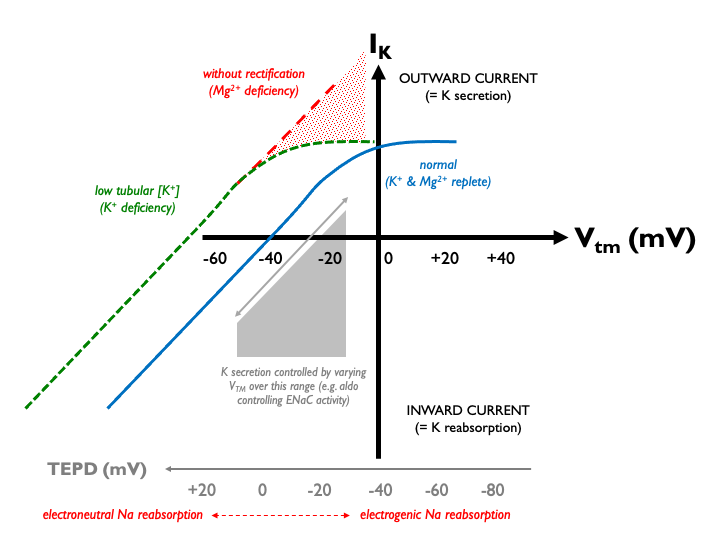 I_K
OUTWARD CURRENT
(= K secretion)
without rectification
(Mg²⁺ deficiency)
normal
(K⁺ & Mg²⁺ replete)
low tubular [K⁺]
(K⁺ deficiency)
V_tm (mV)
-60 -40 -20 0 +20 +40
K secretion controlled by varying
V_TM over this range (e.g. aldo
controlling ENaC activity)
INWARD CURRENT
(= K reabsorption)
TEPD (mV)
+20 0 -20 -40 -60 -80
electroneutral Na reabsorption electrogenic Na reabsorption